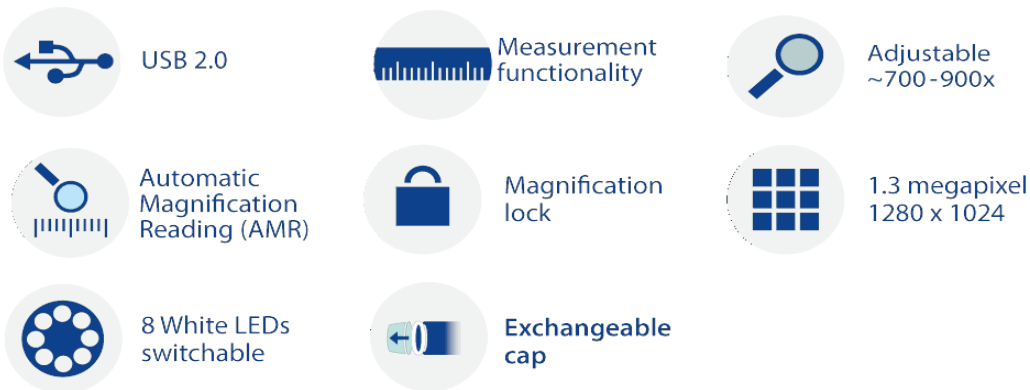 USB 2.0
Measurement
functionality
Adjustable
~700-900x
Automatic
Magnification
Reading (AMR)
Magnification
lock
1.3 megapixel
1280 x 1024
8 White LEDs
switchable
Exchangeable
cap